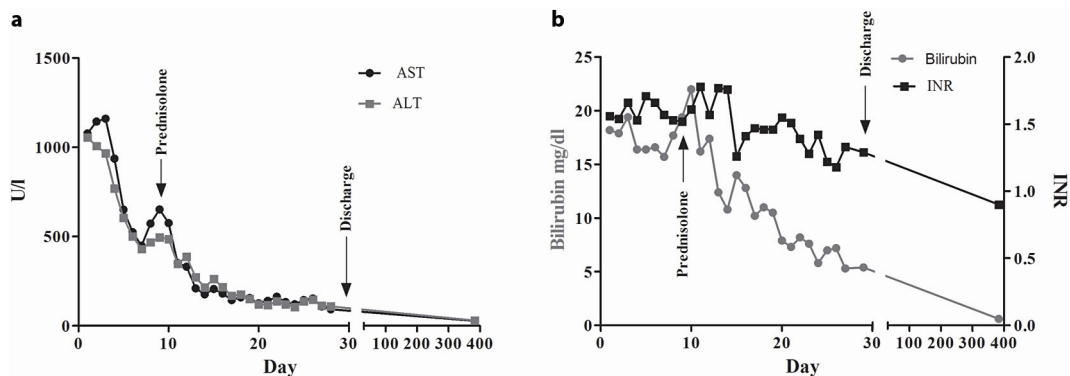 a
1500
1000
500
0
U/l
0 10 20 30 100 200 300 400
Day
Prednisolone
Discharge
AST
ALT
b
25
20
15
10
5
0
Bilirubin mg/dl
2.0
1.5
1.0
0.5
0.0
INR
0 10 20 30 100 200 300 400
Day
Prednisolone
Discharge
Bilirubin
INR